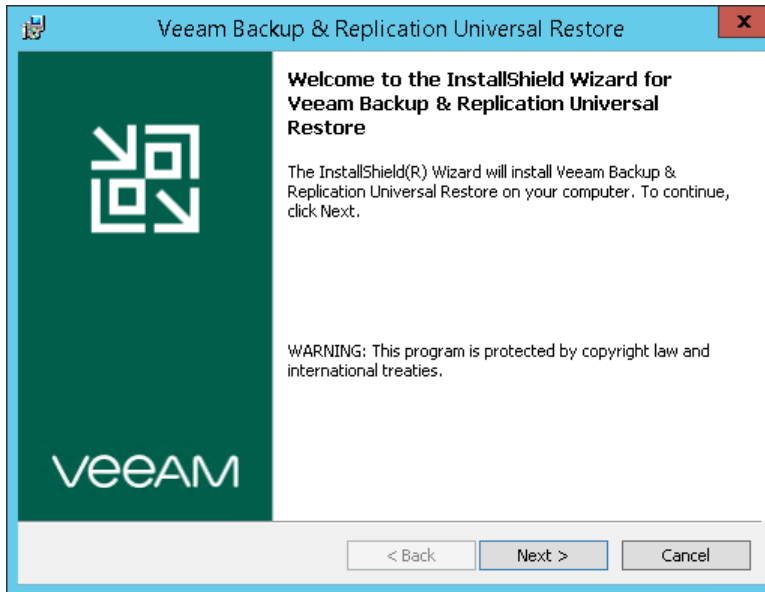 Veeam Backup & Replication Universal Restore
x
Welcome to the InstallShield Wizard for
Veeam Backup & Replication Universal
Restore
The InstallShield(R) Wizard will install Veeam Backup &
Replication Universal Restore on your computer. To continue,
click Next.
WARNING: This program is protected by copyright law and
international treaties.
veeAM
< Back
Next >
Cancel